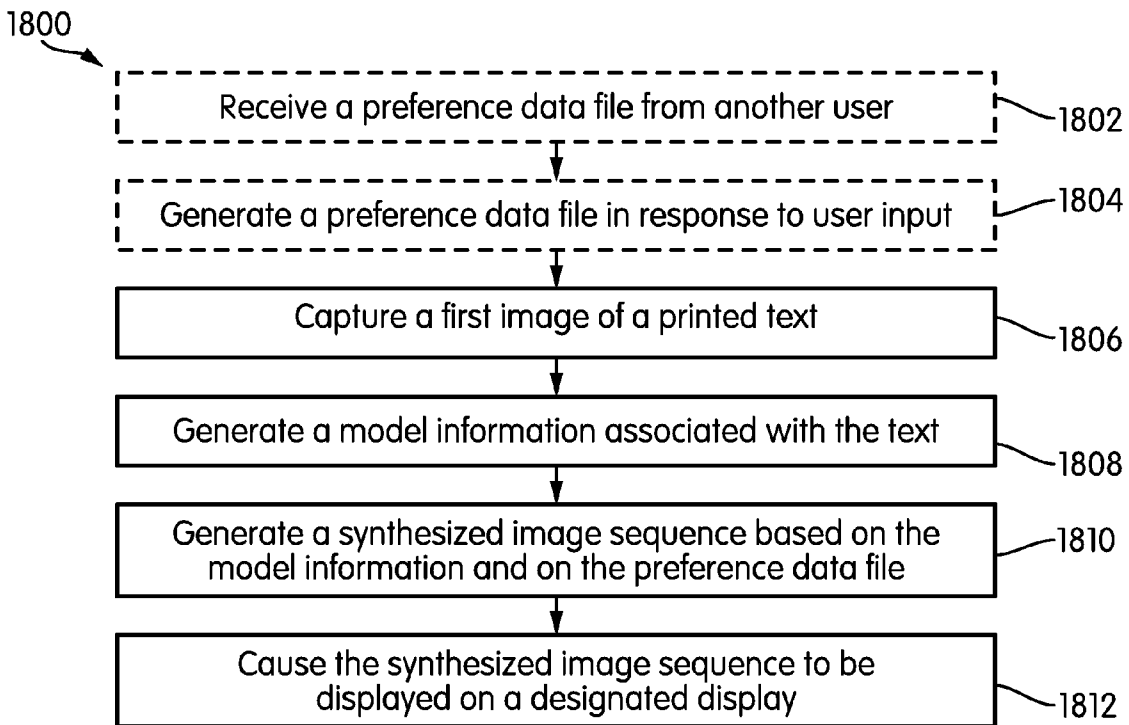 1800
Receive a preference data file from another user
1802
Generate a preference data file in response to user input
1804
Capture a first image of a printed text
1806
Generate a model information associated with the text
1808
Generate a synthesized image sequence based on the
model information and on the preference data file
1810
Cause the synthesized image sequence to be
displayed on a designated display
1812